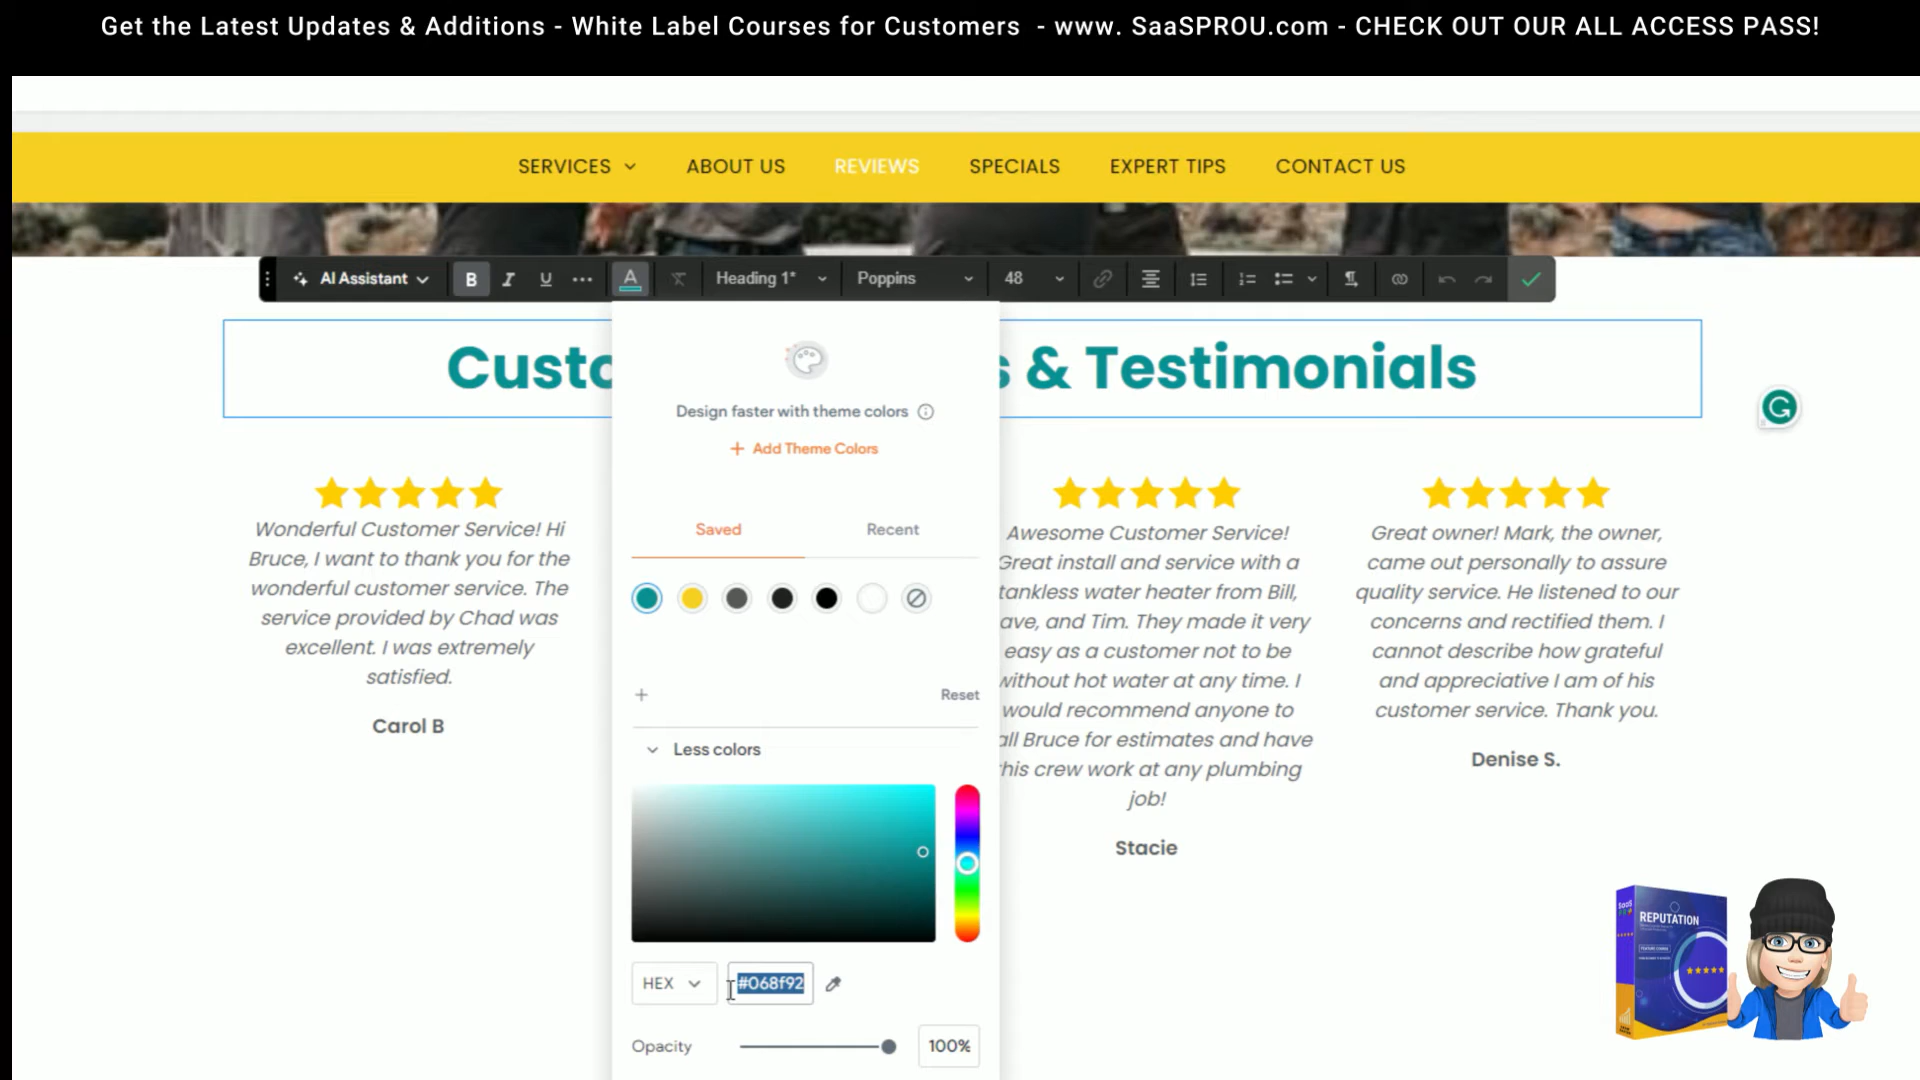 Get the Latest Updates & Additions - White Label Courses for Customers - www. SaaSPROU.com - CHECK OUT OUR ALL ACCESS PASS!
SERVICES ABOUT US REVIEWS SPECIALS EXPERT TIPS CONTACT US
AI Assistant B I U A Heading 1* Poppins 48
Custo s & Testimonials
Design faster with theme colors
+ Add Theme Colors
Saved Recent
+ Reset
Less colors
HEX #068f92
Opacity 100%
Wonderful Customer Service! Hi
Bruce, I want to thank you for the
wonderful customer service. The
service provided by Chad was
excellent. I was extremely
satisfied.
Carol B
Awesome Customer Service!
Great install and service with a
tankless water heater from Bill,
ave, and Tim. They made it very
easy as a customer not to be
without hot water at any time. I
would recommend anyone to
all Bruce for estimates and have
his crew work at any plumbing
job!
Stacie
Great owner! Mark, the owner,
came out personally to assure
quality service. He listened to our
concerns and rectified them. I
cannot describe how grateful
and appreciative I am of his
customer service. Thank you.
Denise S.
REPUTATION